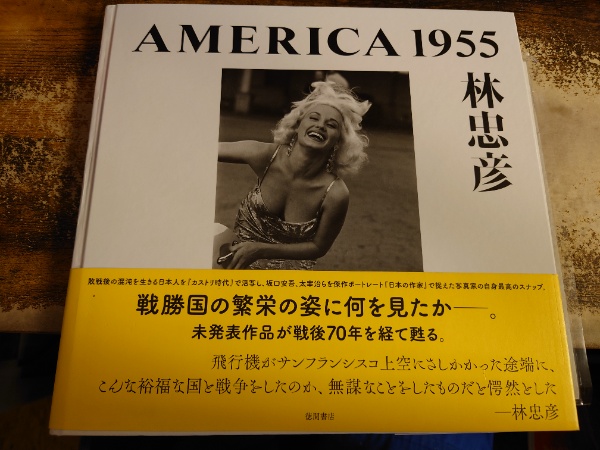 AMERICA 1955
林忠彦
敗戦後の混沌を生きる日本人を「カストリ時代」で活写し、坂口安吾、太宰治らを傑作ポートレート「日本の作家」で捉えた写真家の自身最高のスナップ。
戦勝国の繁栄の姿に何を見たか――。
未発表作品が戦後70年を経て甦る。
飛行機がサンフランシスコ上空にさしかかった途端に、
こんな裕福な国と戦争をしたのか、無謀なことをしたものだと愕然とした
―林忠彦
徳間書店